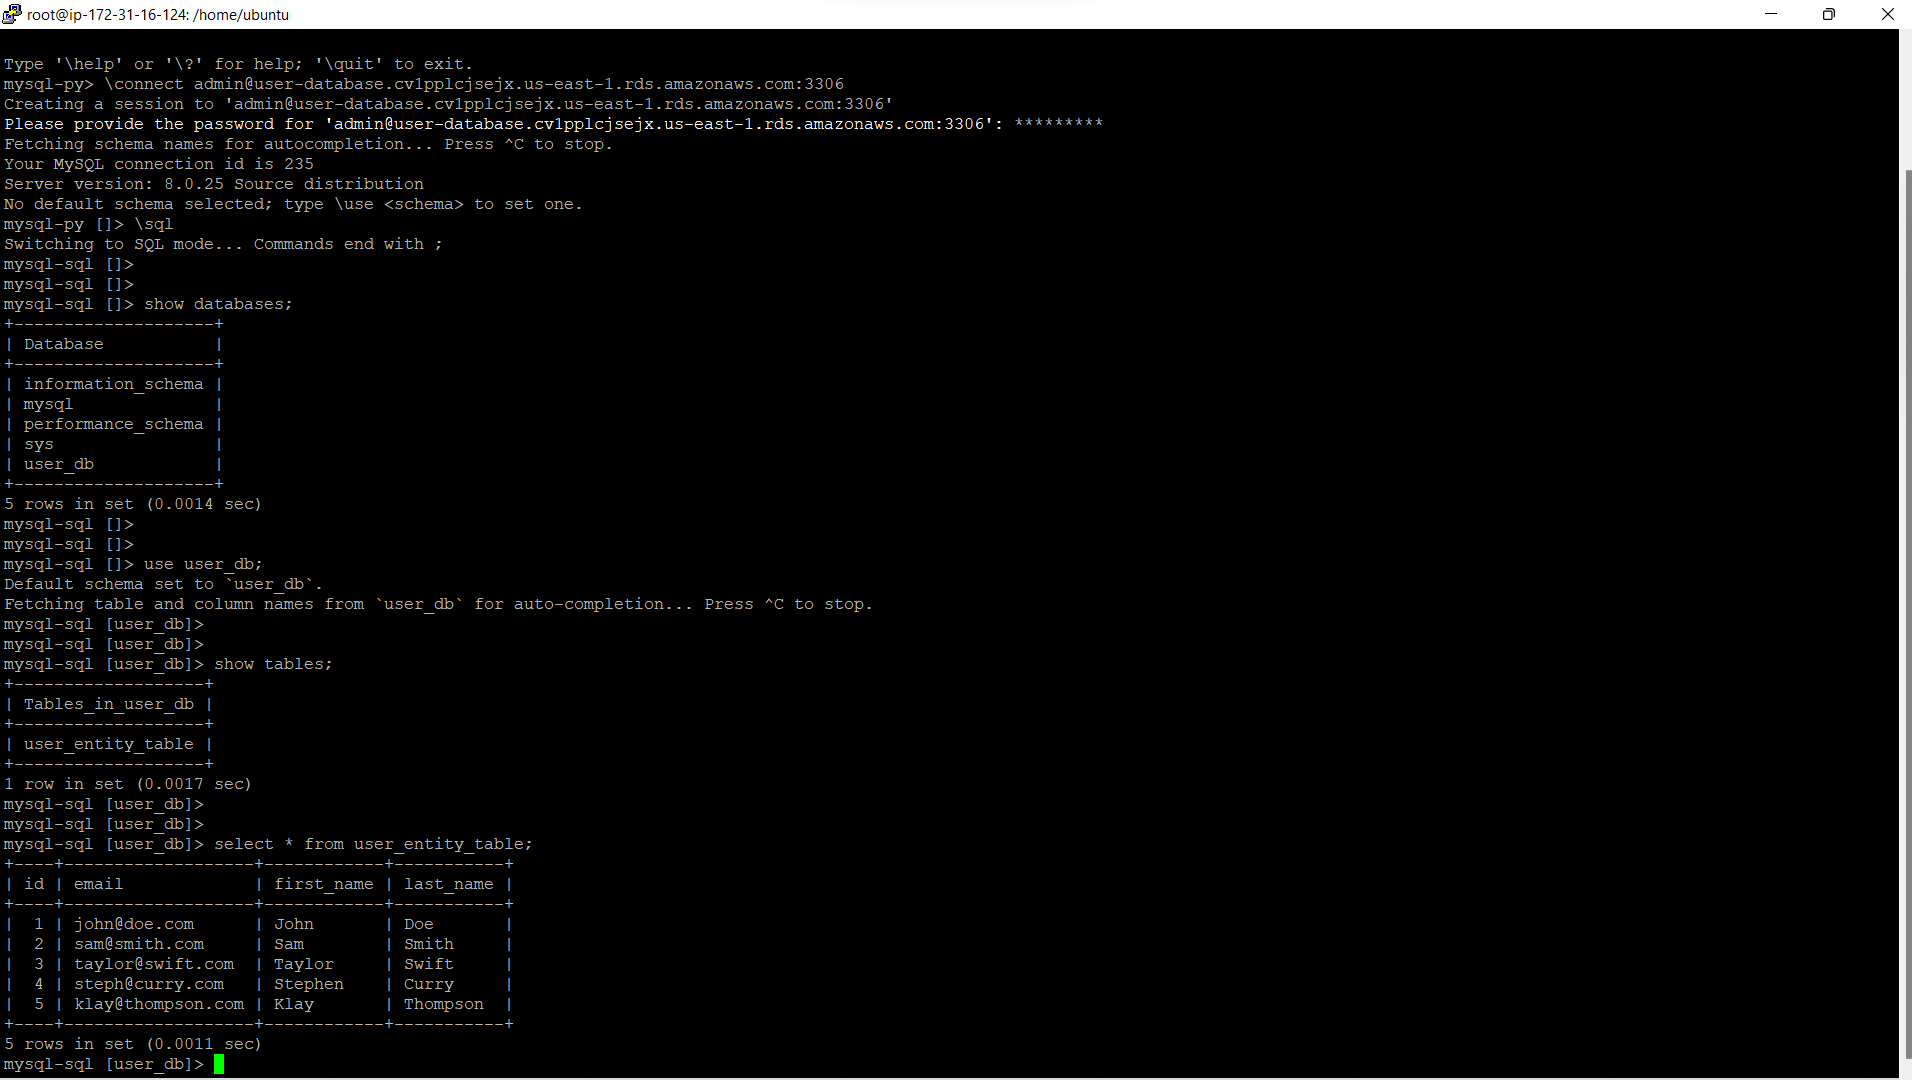 root@ip-172-31-16-124: /home/ubuntu
Type '\help' or '\?' for help; '\quit' to exit.
mysql-py> \connect admin@user-database.cv1pplcjsejx.us-east-1.rds.amazonaws.com:3306
Creating a session to 'admin@user-database.cv1pplcjsejx.us-east-1.rds.amazonaws.com:3306'
Please provide the password for 'admin@user-database.cv1pplcjsejx.us-east-1.rds.amazonaws.com:3306': *********
Fetching schema names for autocompletion... Press ^C to stop.
Your MySQL connection id is 235
Server version: 8.0.25 Source distribution
No default schema selected; type \use <schema> to set one.
mysql-py []> \sql
Switching to SQL mode... Commands end with ;
mysql-sql []>
mysql-sql []>
mysql-sql []> show databases;
+--------------------+
| Database           |
+--------------------+
| information_schema |
| mysql              |
| performance_schema |
| sys                |
| user_db            |
+--------------------+
5 rows in set (0.0014 sec)
mysql-sql []>
mysql-sql []>
mysql-sql []> use user_db;
Default schema set to `user_db`.
Fetching table and column names from `user_db` for auto-completion... Press ^C to stop.
mysql-sql [user_db]>
mysql-sql [user_db]>
mysql-sql [user_db]> show tables;
+-------------------+
| Tables_in_user_db |
+-------------------+
| user_entity_table |
+-------------------+
1 row in set (0.0017 sec)
mysql-sql [user_db]>
mysql-sql [user_db]>
mysql-sql [user_db]> select * from user_entity_table;
+----+-------------------+------------+-----------+
| id | email             | first_name | last_name |
+----+-------------------+------------+-----------+
|  1 | john@doe.com      | John       | Doe       |
|  2 | sam@smith.com     | Sam        | Smith     |
|  3 | taylor@swift.com  | Taylor     | Swift     |
|  4 | steph@curry.com   | Stephen    | Curry     |
|  5 | klay@thompson.com | Klay       | Thompson  |
+----+-------------------+------------+-----------+
5 rows in set (0.0011 sec)
mysql-sql [user_db]>